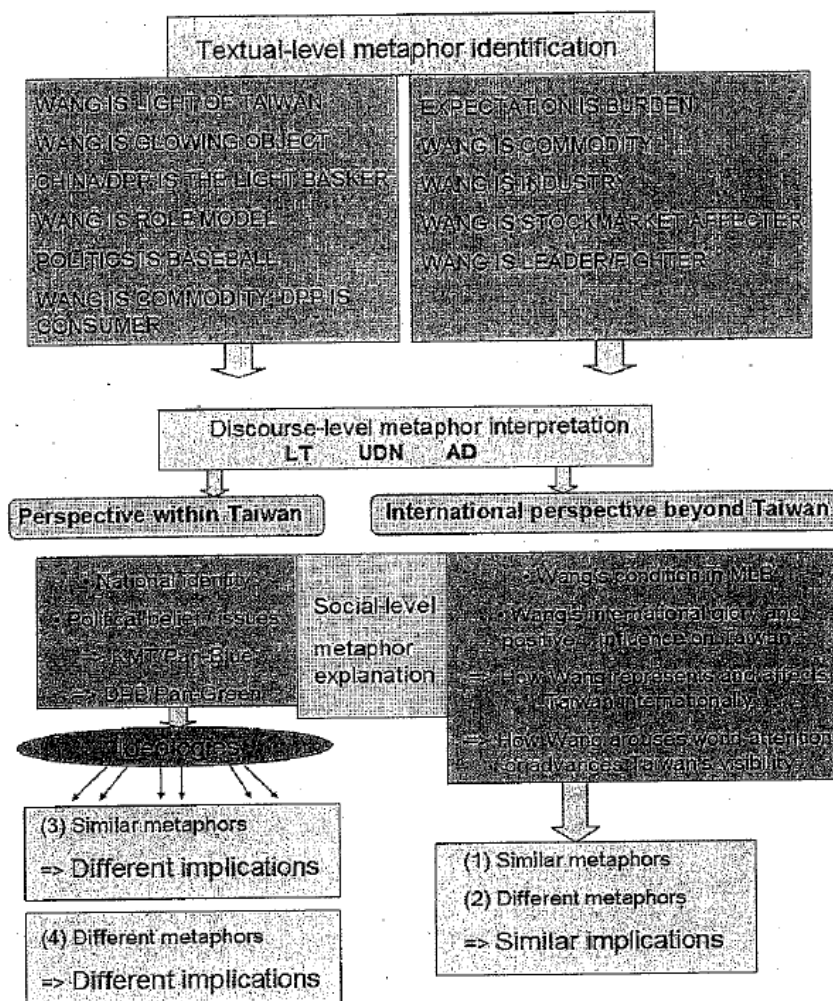 Textual-level metaphor identification
WANG IS LIGHT OF TAIWAN
WANG IS GLOWING OBJECT
CHINA/DPP IS THE LIGHT BASKER
WANG IS ROLE MODEL
POLITICS IS BASEBALL
WANG IS COMMODITY; DPP IS
CONSUMER
EXPECTATION IS BURDEN
WANG IS COMMODITY
WANG IS INDUSTRY
WANG IS STOCKMARKET AFFECTER
WANG IS LEADER/FIGHTER
Discourse-level metaphor interpretation
LT UDN AD
Perspective within Taiwan
International perspective beyond Taiwan
• National identity
• Political belief/ issues
=> KMT/Pan-Blue
=> DPP/Pan-Green
Ideologies
Social-level
metaphor
explanation
• Wang's condition in MLB
• Wang's international glory and
positive influence on Taiwan
=> How Wang represents and affects
Taiwan internationally
=> How Wang arouses world attention
or advances Taiwan's visibility
(3) Similar metaphors
=> Different implications
(4) Different metaphors
=> Different implications
(1) Similar metaphors
(2) Different metaphors
=> Similar implications